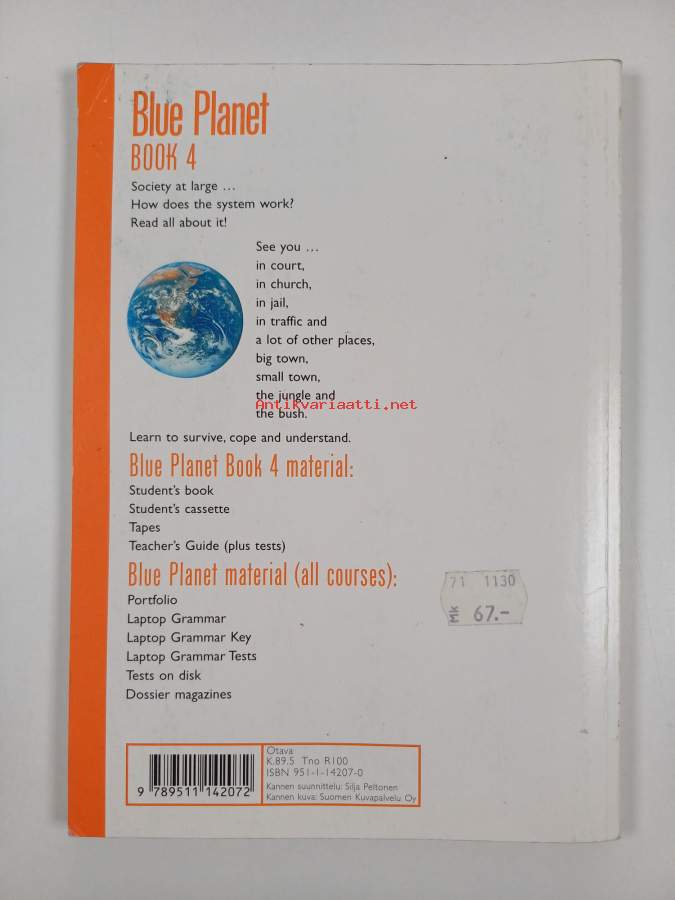 Blue Planet
BOOK 4
Society at large ...
How does the system work?
Read all about it!
See you ...
in court,
in church,
in jail,
in traffic and
a lot of other places,
big town,
small town,
the jungle and
Antikvariaatti.net
the bush.
Learn to survive, cope and understand.
Blue Planet Book 4 material:
Student's book
Student's cassette
Tapes
Teacher's Guide (plus tests)
Blue Planet material (all courses):
Portfolio
Laptop Grammar
Laptop Grammar Key
Laptop Grammar Tests
Tests on disk
Dossier magazines
71 1130
Mk 67.-
Otava
K.89.5 Tno R100
ISBN 951-1-14207-0
Kannen suunnittelu: Silja Peltonen
Kannen kuva: Suomen Kuvapalvelu Oy
9 789511 142072